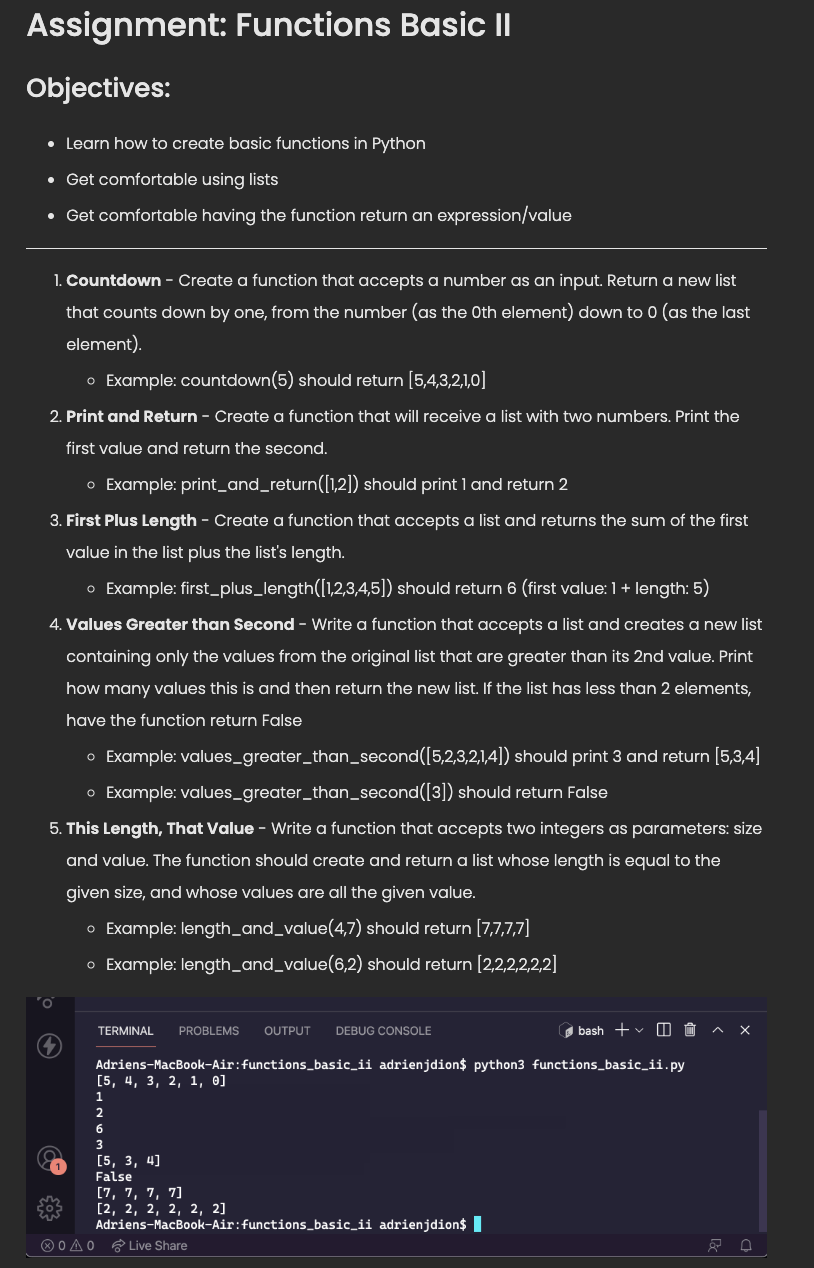 Assignment: Functions Basic II
Objectives:
• Learn how to create basic functions in Python
• Get comfortable using lists
• Get comfortable having the function return an expression/value
1. Countdown - Create a function that accepts a number as an input. Return a new list
that counts down by one, from the number (as the 0th element) down to 0 (as the last
element).
◦ Example: countdown(5) should return [5,4,3,2,1,0]
2. Print and Return - Create a function that will receive a list with two numbers. Print the
first value and return the second.
◦ Example: print_and_return([1,2]) should print 1 and return 2
3. First Plus Length - Create a function that accepts a list and returns the sum of the first
value in the list plus the list's length.
◦ Example: first_plus_length([1,2,3,4,5]) should return 6 (first value: 1 + length: 5)
4. Values Greater than Second - Write a function that accepts a list and creates a new list
containing only the values from the original list that are greater than its 2nd value. Print
how many values this is and then return the new list. If the list has less than 2 elements,
have the function return False
◦ Example: values_greater_than_second([5,2,3,2,1,4]) should print 3 and return [5,3,4]
◦ Example: values_greater_than_second([3]) should return False
5. This Length, That Value - Write a function that accepts two integers as parameters: size
and value. The function should create and return a list whose length is equal to the
given size, and whose values are all the given value.
◦ Example: length_and_value(4,7) should return [7,7,7,7]
◦ Example: length_and_value(6,2) should return [2,2,2,2,2,2]
TERMINAL PROBLEMS OUTPUT DEBUG CONSOLE bash
Adriens-MacBook-Air:functions_basic_ii adrienjdion$ python3 functions_basic_ii.py
[5, 4, 3, 2, 1, 0]
1
2
6
3
[5, 3, 4]
False
[7, 7, 7, 7]
[2, 2, 2, 2, 2, 2]
Adriens-MacBook-Air:functions_basic_ii adrienjdion$
1
0 0 Live Share